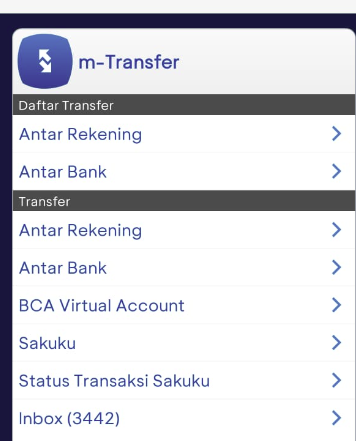 m-Transfer
Daftar Transfer
Antar Rekening
Antar Bank
Transfer
Antar Rekening
Antar Bank
BCA Virtual Account
Sakuku
Status Transaksi Sakuku
Inbox (3442)